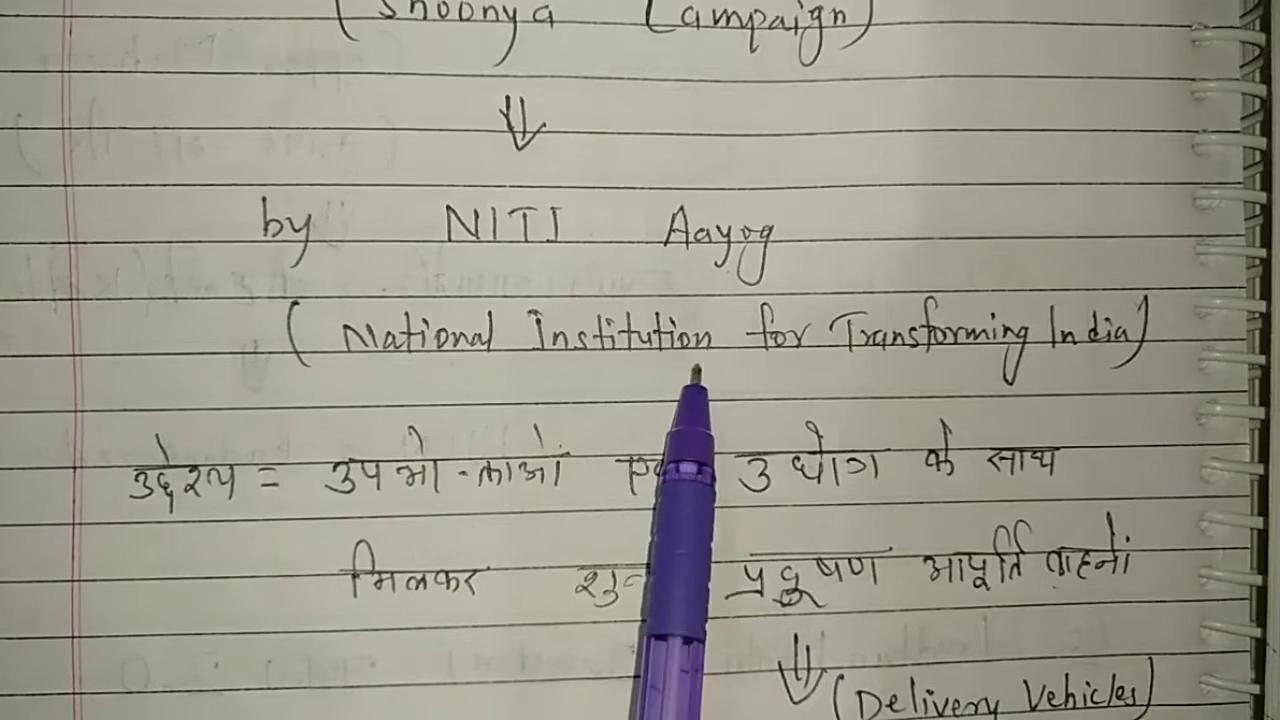 (Shoonya Campaign)
by NITI Aayog
(National Institution for Transforming India)
उद्देश्य = उपभोक्ताओं उद्योग के साथ
मिलकर प्रदूषण आपूर्ति वाहनों
(Delivery Vehicles)